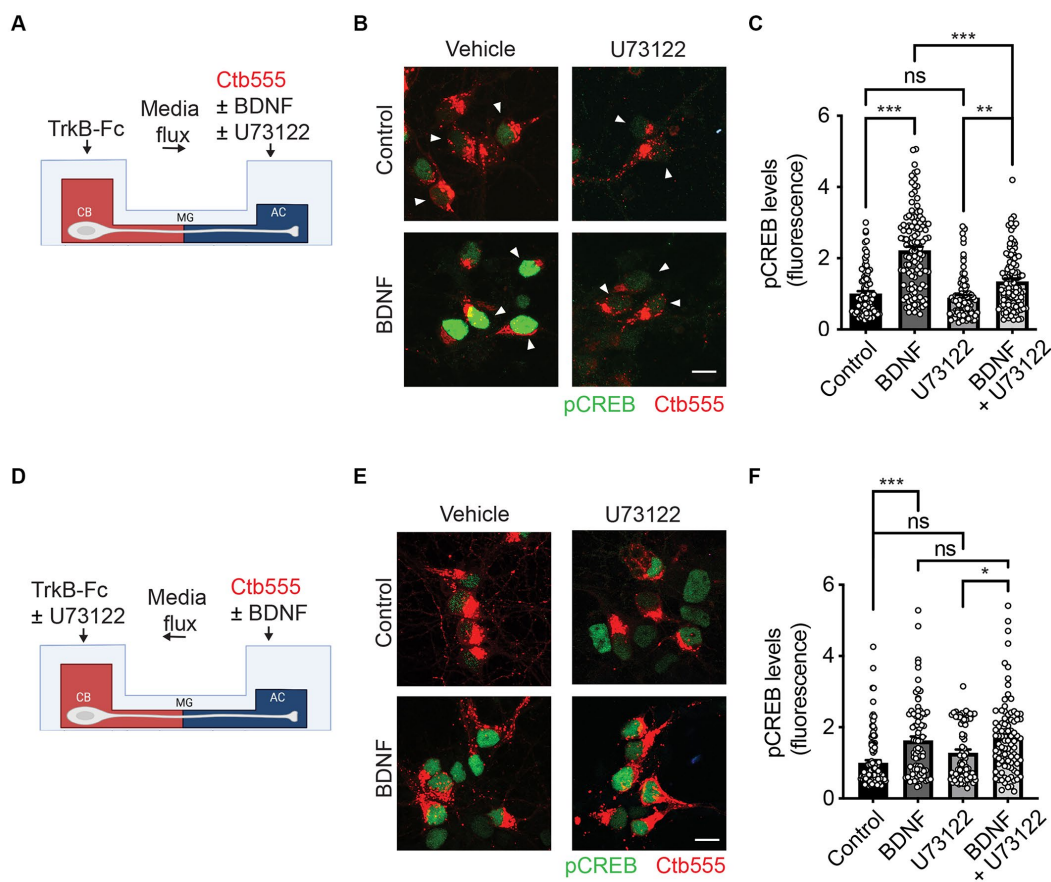 A
TrkB-Fc
Media
flux
Ctb555
± BDNF
± U73122
CB
MG
AC
B
Vehicle
U73122
Control
BDNF
pCREB Ctb555
C
***
ns
***
**
pCREB levels
(fluorescence)
6
4
2
0
Control
BDNF
U73122
BDNF
+ U73122
D
TrkB-Fc
± U73122
Media
flux
Ctb555
± BDNF
CB
MG
AC
E
Vehicle
U73122
Control
BDNF
pCREB Ctb555
F
***
ns
ns
*
pCREB levels
(fluorescence)
6
4
2
0
Control
BDNF
U73122
BDNF
+ U73122